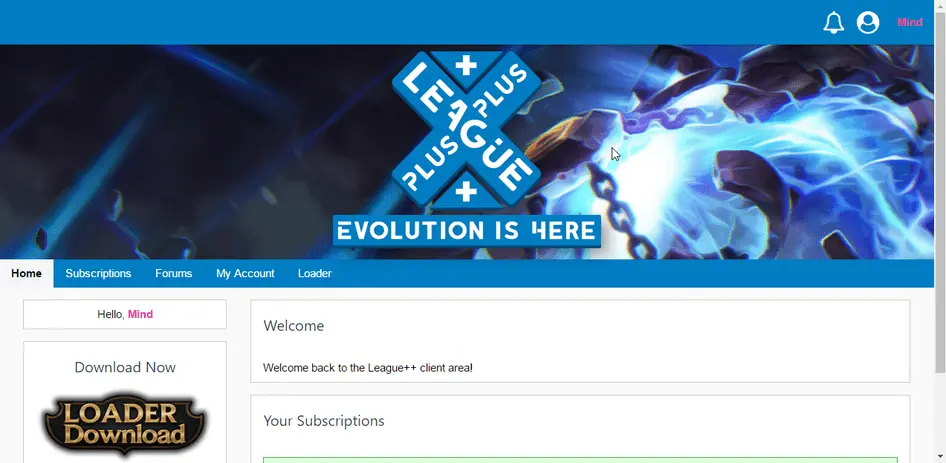 Mind
LEAGUE
PLUS
PLUS
EVOLUTION IS HERE
Home
Subscriptions
Forums
My Account
Loader
Hello, Mind
Welcome
Welcome back to the League++ client area!
Download Now
LOADER
Download
Your Subscriptions